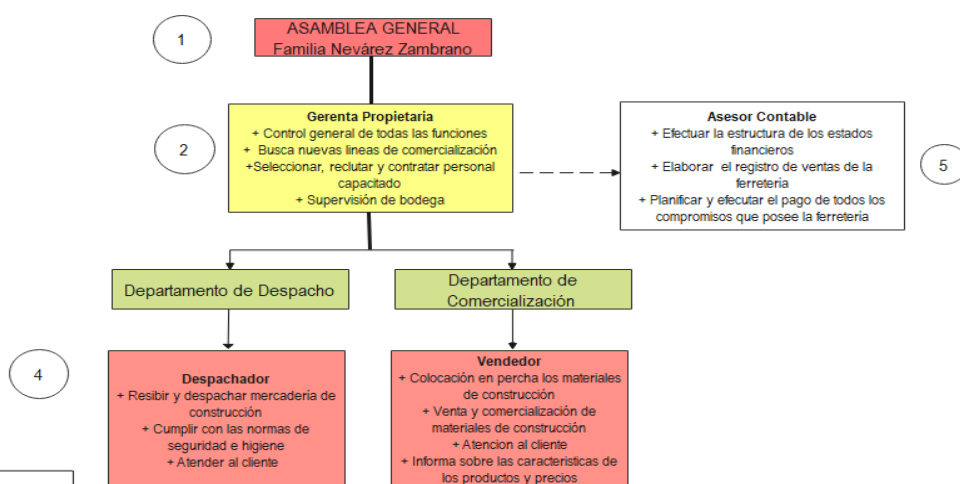 1
ASAMBLEA GENERAL
Familia Nevárez Zambrano
2
Gerenta Propietaria
+ Control general de todas las funciones
+ Busca nuevas lineas de comercialización
+Seleccionar, reclutar y contratar personal
capacitado
+ Supervisión de bodega
Asesor Contable
+ Efectuar la estructura de los estados
financieros
+ Elaborar el registro de ventas de la
ferretería
+ Planificar y efecutar el pago de todos los
compromisos que posee la ferretería
5
Departamento de Despacho
Departamento de
Comercialización
4
Despachador
+ Resibir y despachar mercadería de
construcción
+ Cumplir con las normas de
seguridad e higiene
+ Atender al cliente
Vendedor
+ Colocación en percha los materiales
de construcción
+ Venta y comercialización de
materiales de construcción
+ Atencion al cliente
+ Informa sobre las caracteristicas de
los productos y precios